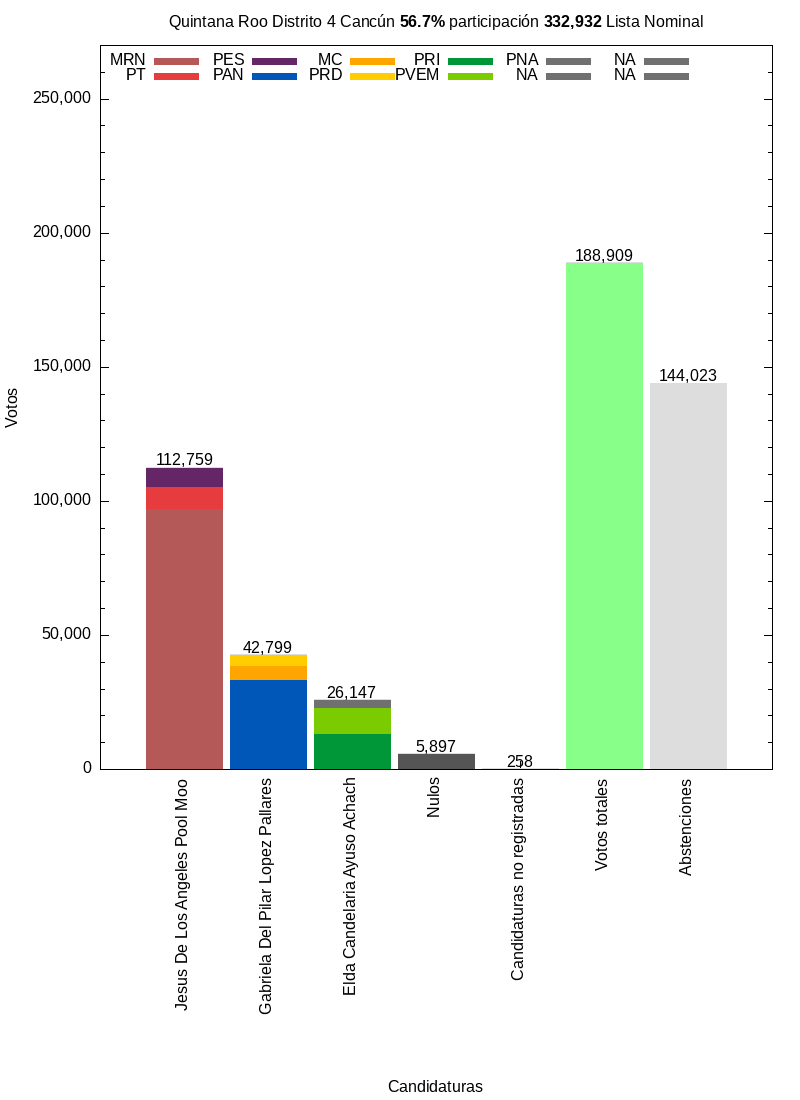 Quintana Roo Distrito 4 Cancún 56.7% participación 332,932 Lista Nominal
MRN PES MC PRI PNA NA
PT PAN PRD PVEM NA NA
250,000
200,000
150,000
100,000
50,000
0
Votos
112,759
42,799
26,147
5,897
258
188,909
144,023
Jesus De Los Angeles Pool Moo
Gabriela Del Pilar Lopez Pallares
Elda Candelaria Ayuso Achach
Nulos
Candidaturas no registradas
Votos totales
Abstenciones
Candidaturas